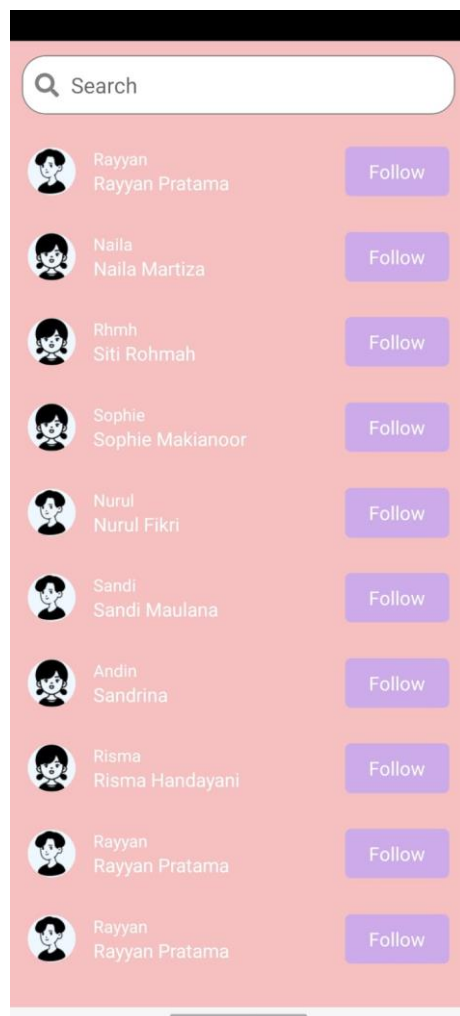 Search
Rayyan
Rayyan Pratama
Follow
Naila
Naila Martiza
Follow
Rhmh
Siti Rohmah
Follow
Sophie
Sophie Makianoor
Follow
Nurul
Nurul Fikri
Follow
Sandi
Sandi Maulana
Follow
Andin
Sandrina
Follow
Risma
Risma Handayani
Follow
Rayyan
Rayyan Pratama
Follow
Rayyan
Rayyan Pratama
Follow